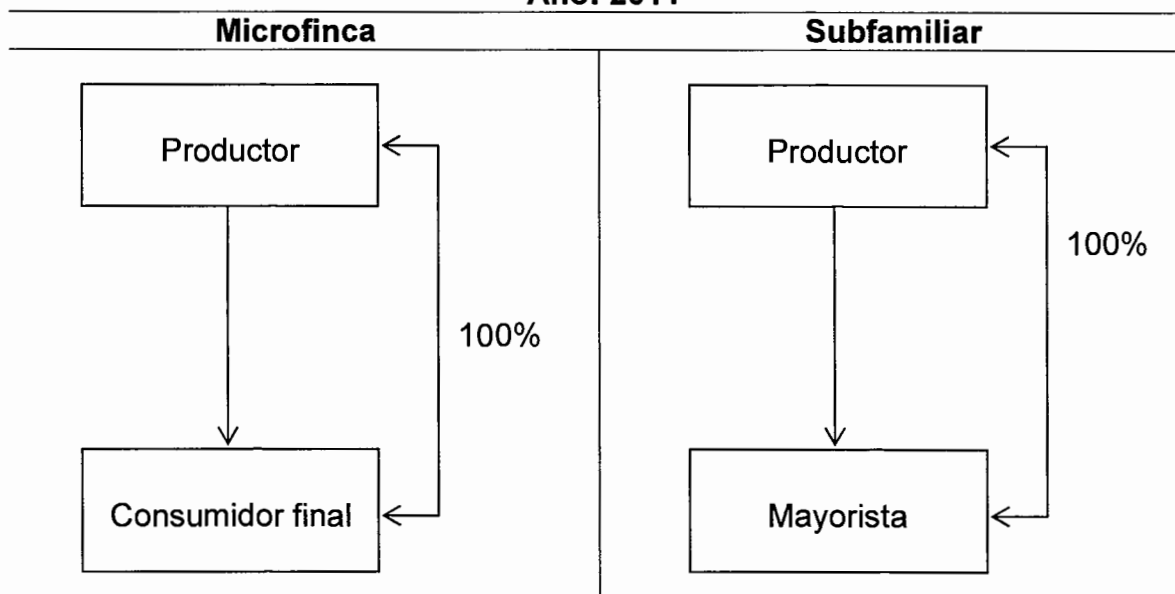 Microfinca
Subfamiliar
Productor
Productor
100%
100%
Consumidor final
Mayorista